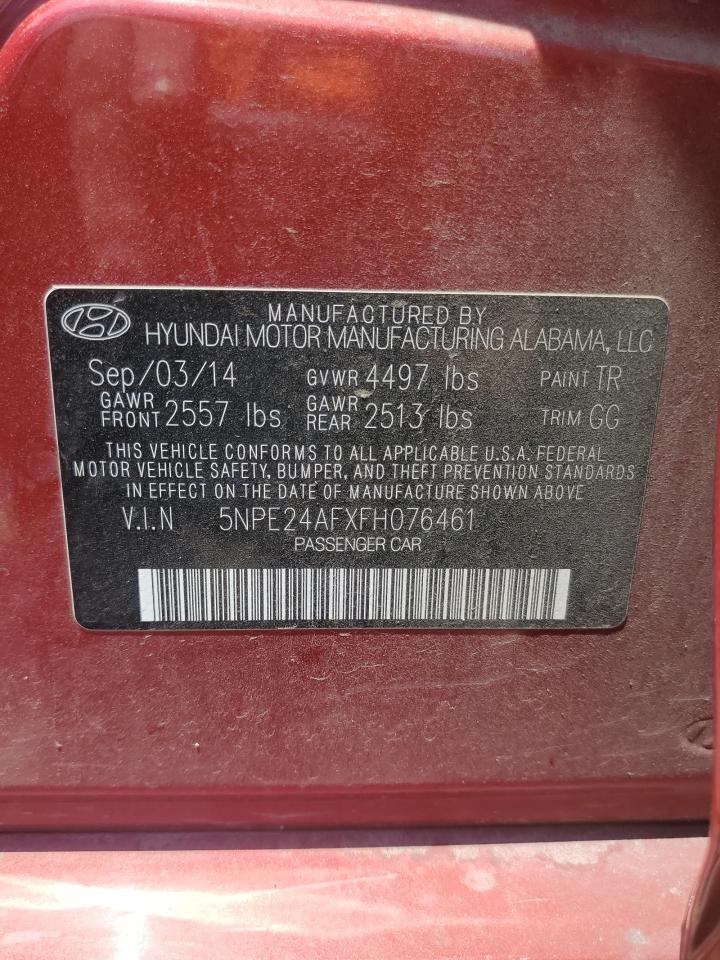 MANUFACTURED BY
HYUNDAI MOTOR MANUFACTURING ALABAMA, LLC
Sep/03/14 GVWR 4497 lbs PAINT TR
GAWR FRONT 2557 lbs GAWR REAR 2513 lbs TRIM GG
THIS VEHICLE CONFORMS TO ALL APPLICABLE U.S.A. FEDERAL
MOTOR VEHICLE SAFETY, BUMPER, AND THEFT PREVENTION STANDARDS
IN EFFECT ON THE DATE OF MANUFACTURE SHOWN ABOVE
V.I.N 5NPE24AFXFH076461
PASSENGER CAR